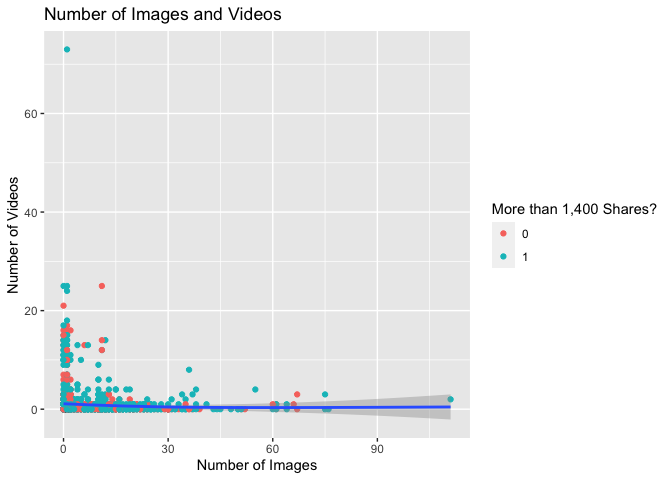 Number of Images and Videos
Number of Videos
60
40
20
0
0
30
60
90
Number of Images
More than 1,400 Shares?
0
1